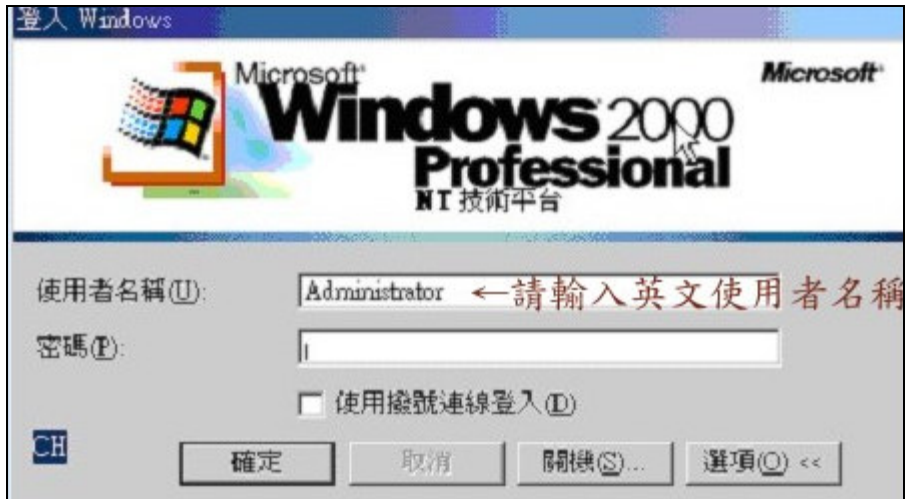 登入 Windows
Microsoft
Microsoft
Windows 2000
Professional
NT 技術平台
使用者名稱(U):
Administrator ←請輸入英文使用者名稱
密碼(P):
使用撥號連線登入(D)
CH
確定 取消 關機(S)... 選項(O) <<